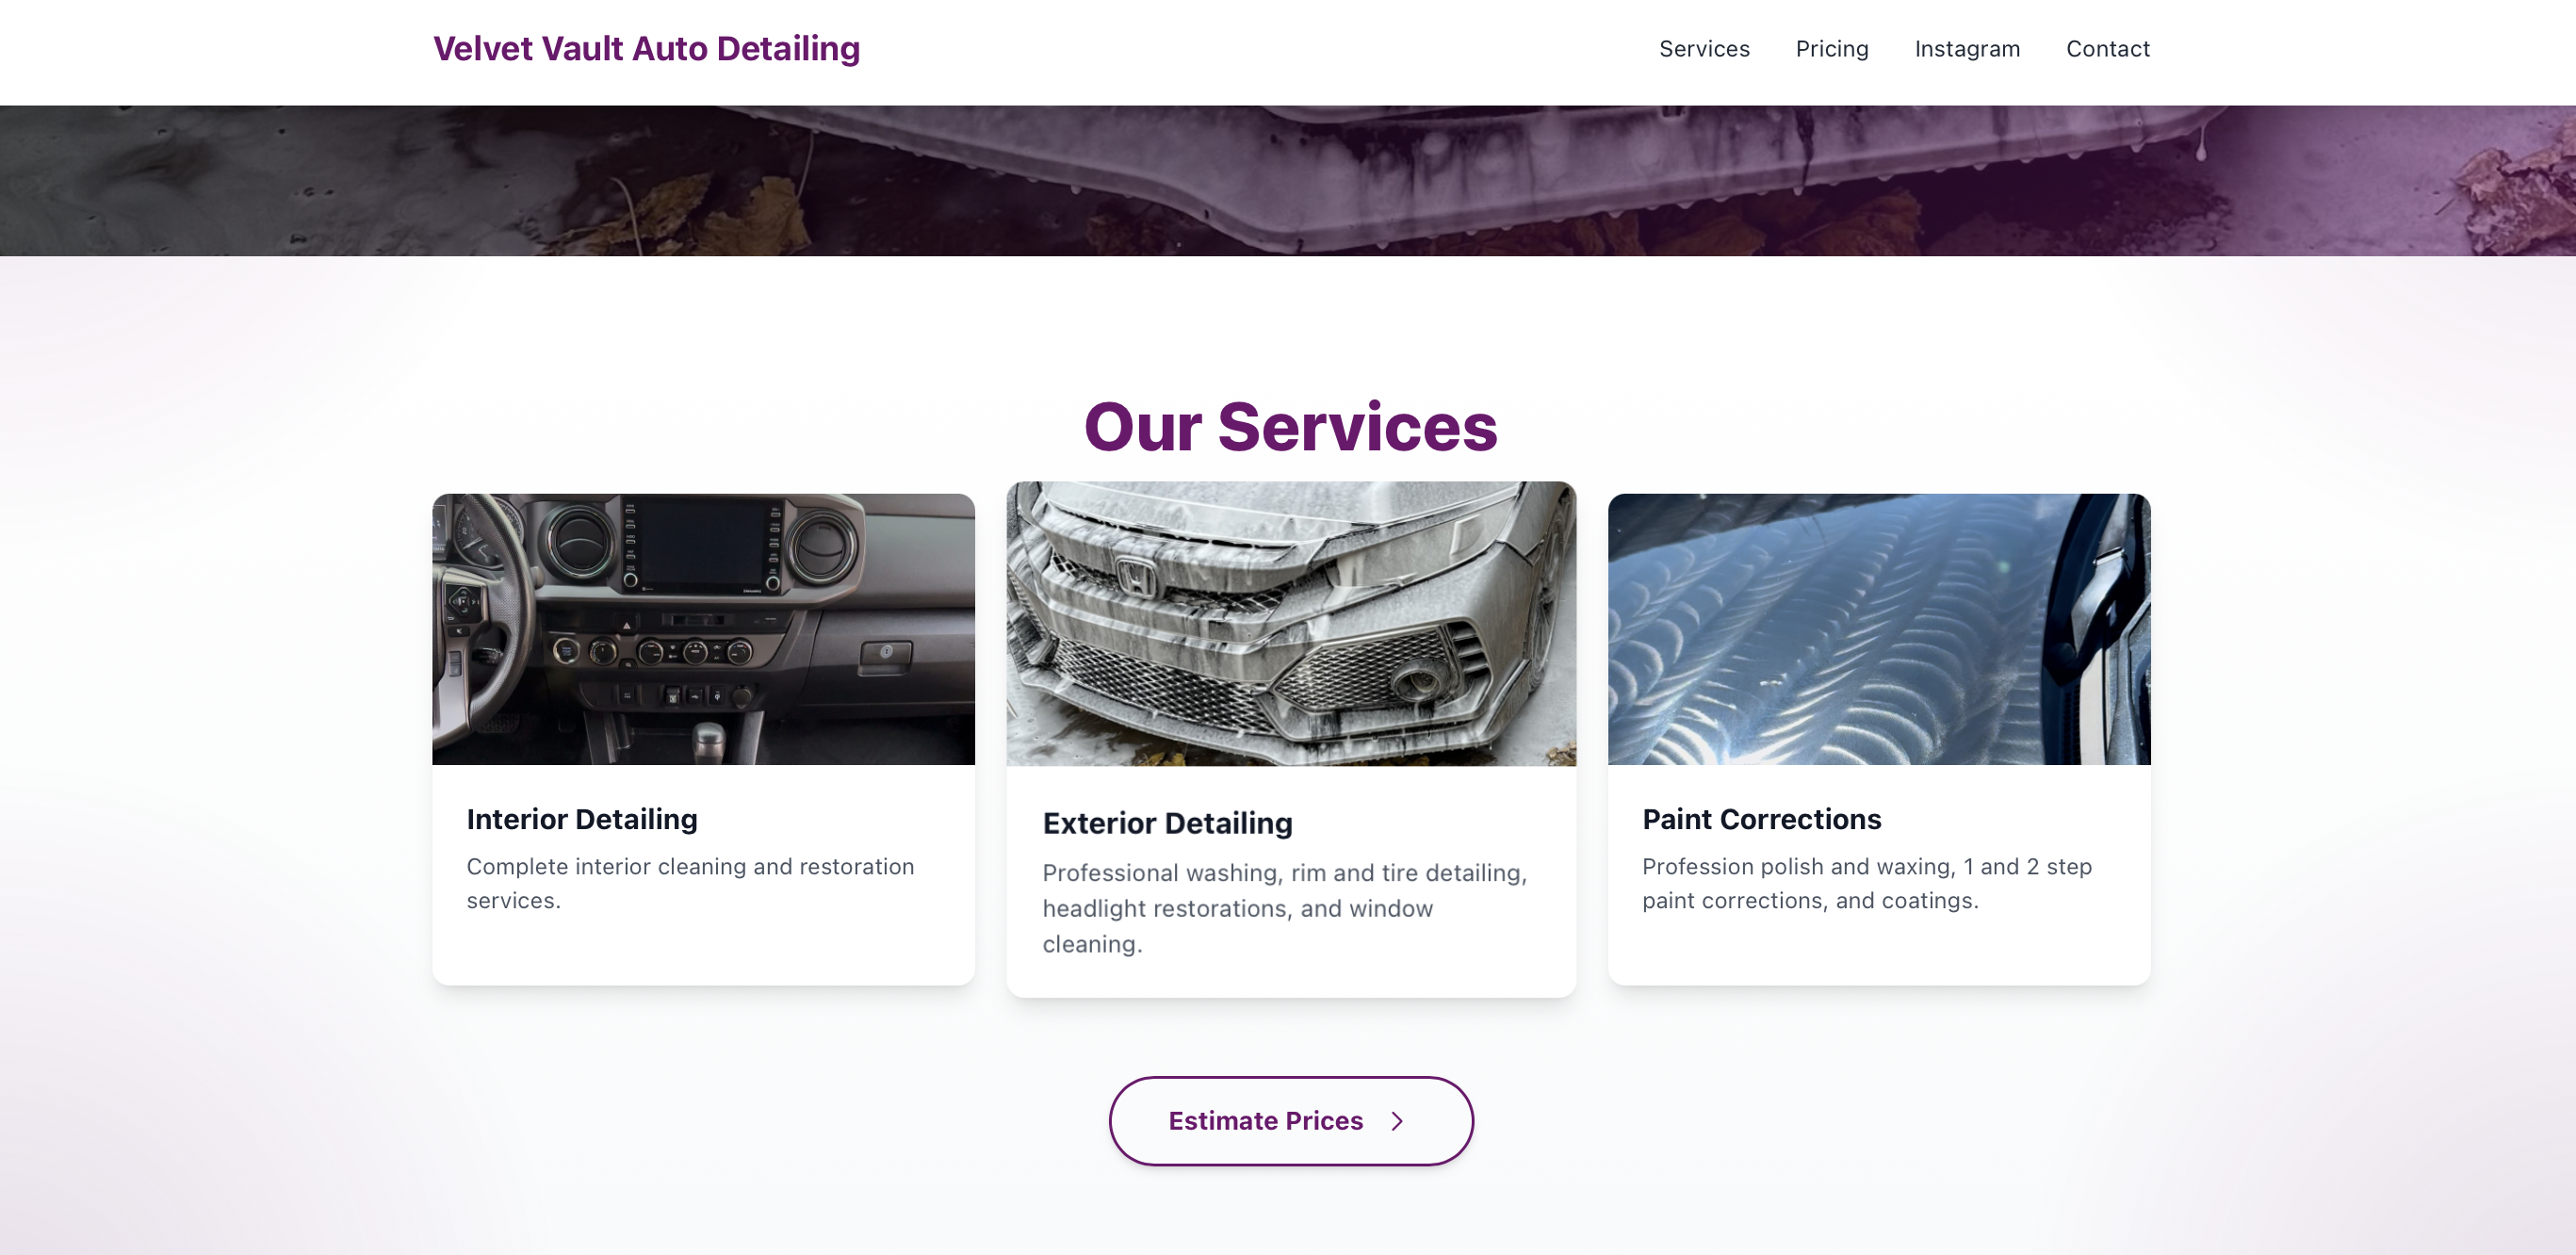 Velvet Vault Auto Detailing
Services Pricing Instagram Contact
Our Services
Interior Detailing
Complete interior cleaning and restoration
services.
Exterior Detailing
Professional washing, rim and tire detailing,
headlight restorations, and window
cleaning.
Paint Corrections
Profession polish and waxing, 1 and 2 step
paint corrections, and coatings.
Estimate Prices